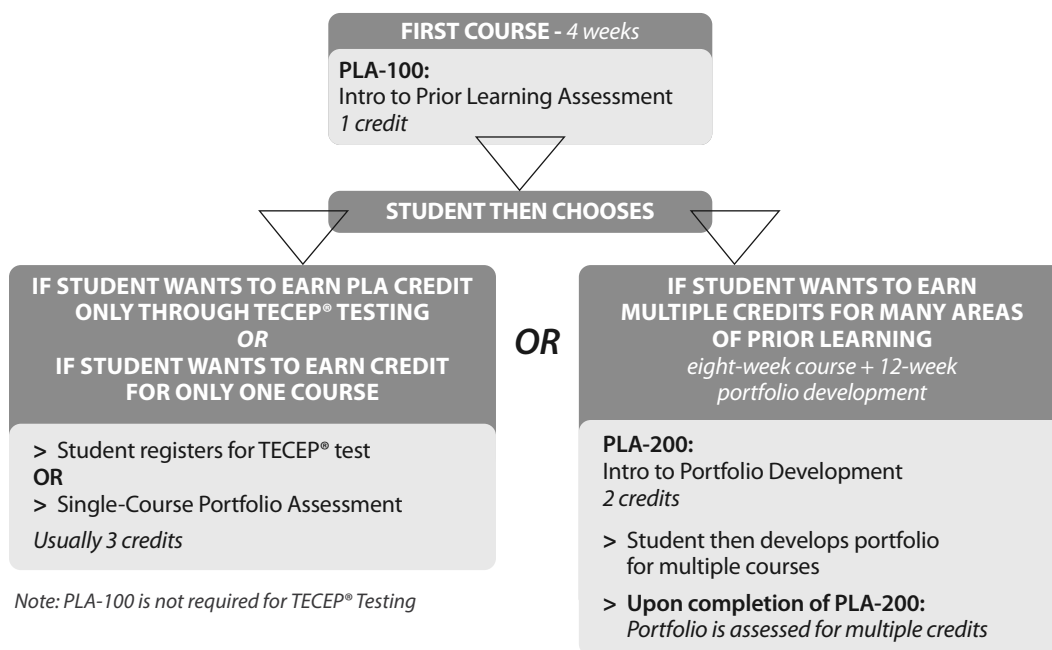 FIRST COURSE - 4 weeks
PLA-100:
Intro to Prior Learning Assessment
1 credit
STUDENT THEN CHOOSES
IF STUDENT WANTS TO EARN PLA CREDIT
ONLY THROUGH TECEP® TESTING
OR
IF STUDENT WANTS TO EARN CREDIT
FOR ONLY ONE COURSE
> Student registers for TECEP® test
OR
> Single-Course Portfolio Assessment
Usually 3 credits
Note: PLA-100 is not required for TECEP® Testing
OR
IF STUDENT WANTS TO EARN
MULTIPLE CREDITS FOR MANY AREAS
OF PRIOR LEARNING
eight-week course + 12-week
portfolio development
PLA-200:
Intro to Portfolio Development
2 credits
> Student then develops portfolio
for multiple courses
> Upon completion of PLA-200:
Portfolio is assessed for multiple credits